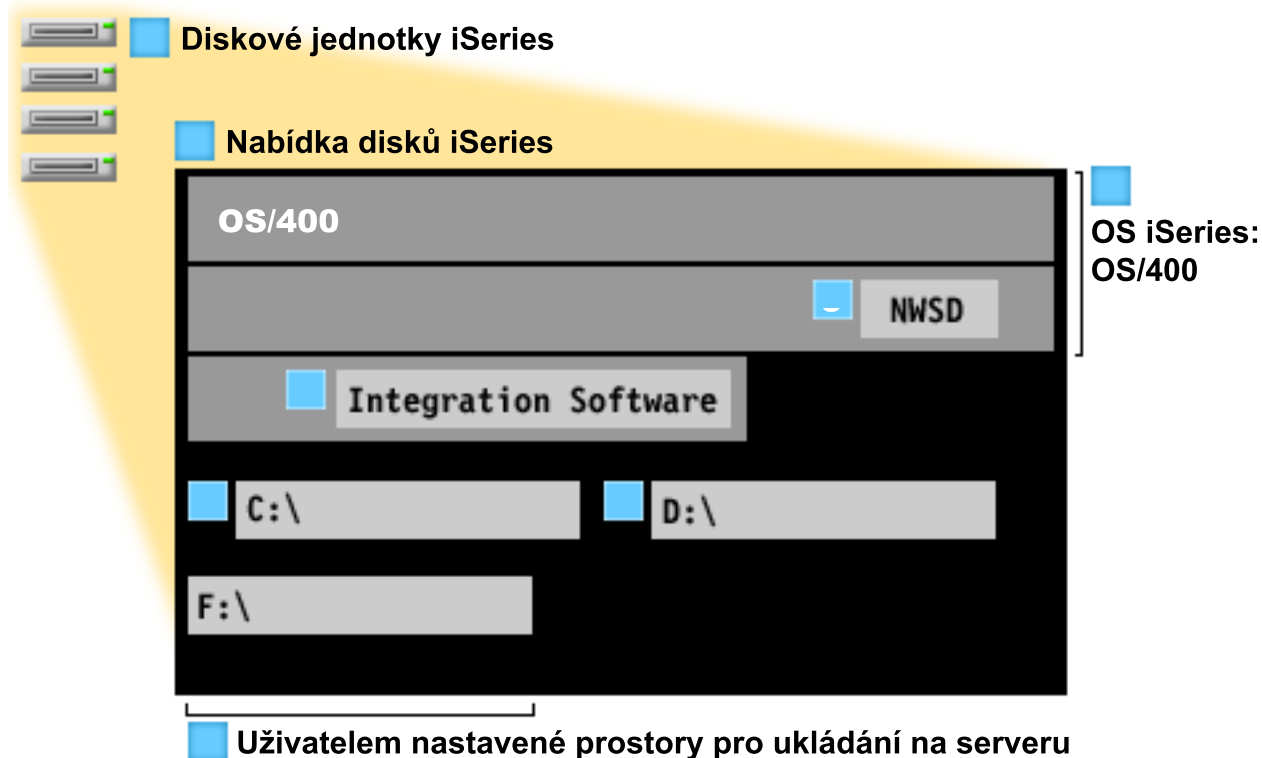 Diskové jednotky iSeries
Nabídka disků iSeries
OS/400
OS iSeries:
OS/400
NWSD
Integration Software
C:\
D:\
F:\
Uživatelem nastavené prostory pro ukládání na serveru